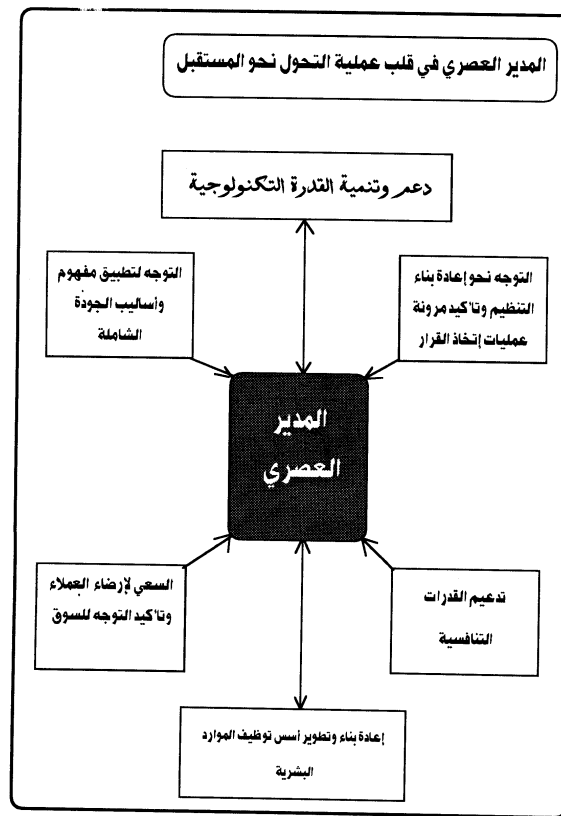 المدير العصري في قلب عملية التحول نحو المستقبل
دعم وتنمية القدرة التكنولوجية
التوجه نحو إعادة بناء
التنظيم وتأكيد مرونة
عمليات إتخاذ القرار
التوجه لتطبيق مفهوم
وأساليب الجودة
الشاملة
المدير
العصري
تدعيم القدرات
التنافسية
السعي لإرضاء العملاء
وتأكيد التوجه للسوق
إعادة بناء وتطوير أسس توظيف الموارد
البشرية